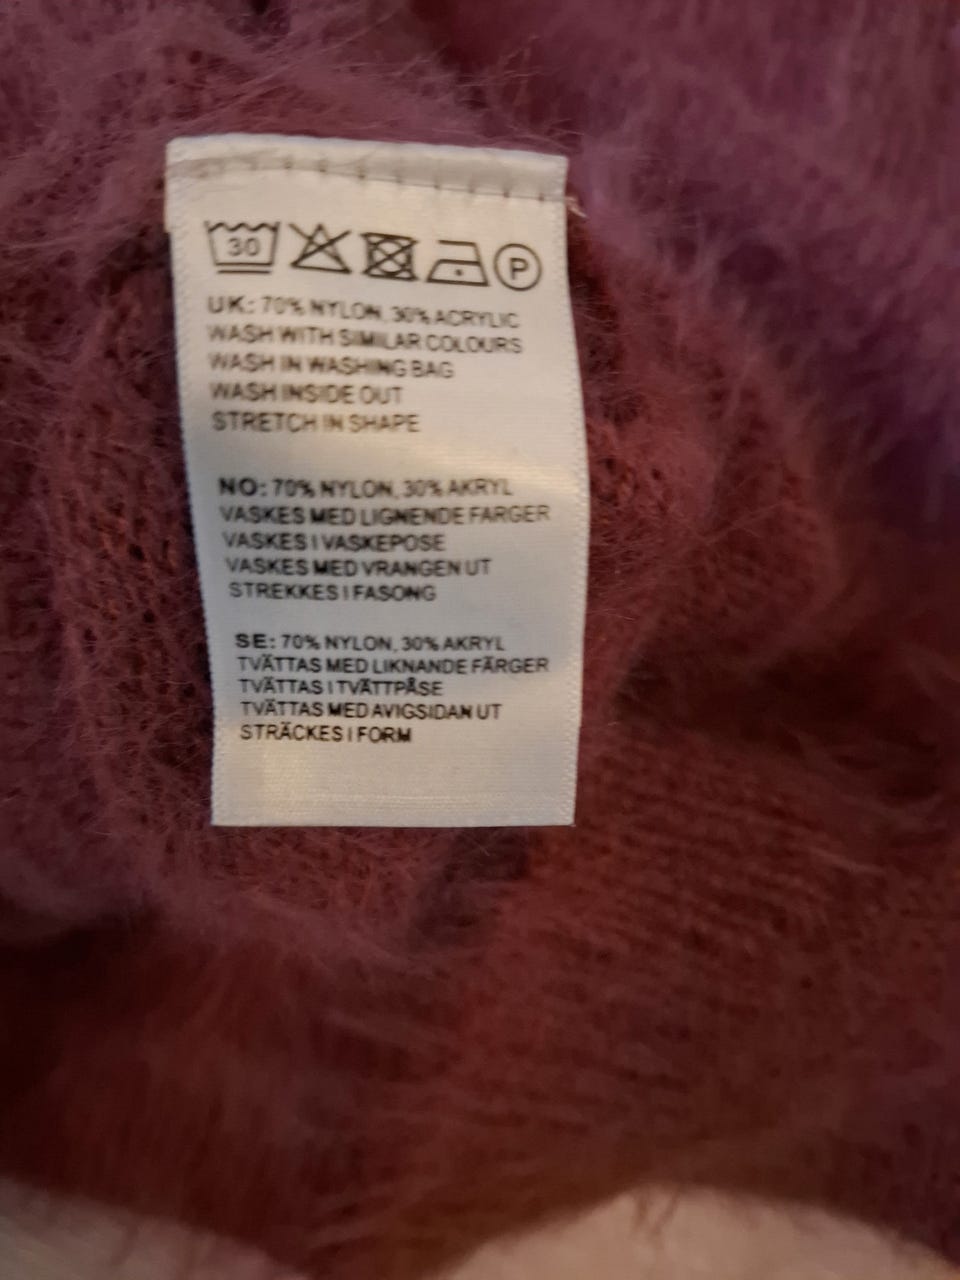 30 P
UK: 70% NYLON, 30% ACRYLIC
WASH WITH SIMILAR COLOURS
WASH IN WASHING BAG
WASH INSIDE OUT
STRETCH IN SHAPE
NO: 70% NYLON, 30% AKRYL
VASKES MED LIGNENDE FARGER
VASKES I VASKEPOSE
VASKES MED VRANGEN UT
STREKKES I FASONG
SE: 70% NYLON, 30% AKRYL
TVÄTTAS MED LIKNANDE FÄRGER
TVÄTTAS I TVÄTTPÅSE
TVÄTTAS MED AVIGSIDAN UT
STRÄCKES I FORM